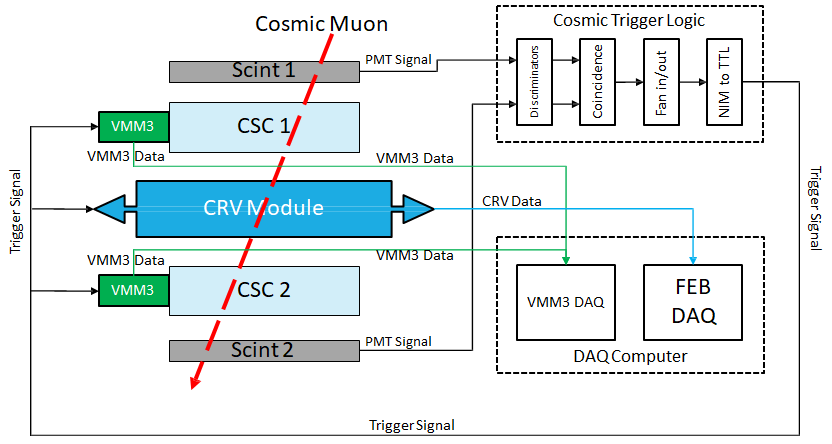 Cosmic Muon
Cosmic Trigger Logic
Scint 1
PMT Signal
Discriminators
Coincidence
Fan in/out
NIM to TTL
VMM3
CSC 1
VMM3 Data
VMM3 Data
Trigger Signal
CRV Module
CRV Data
Trigger Signal
VMM3 Data
VMM3 Data
VMM3
CSC 2
VMM3 DAQ
FEB
DAQ
Scint 2
PMT Signal
DAQ Computer
Trigger Signal